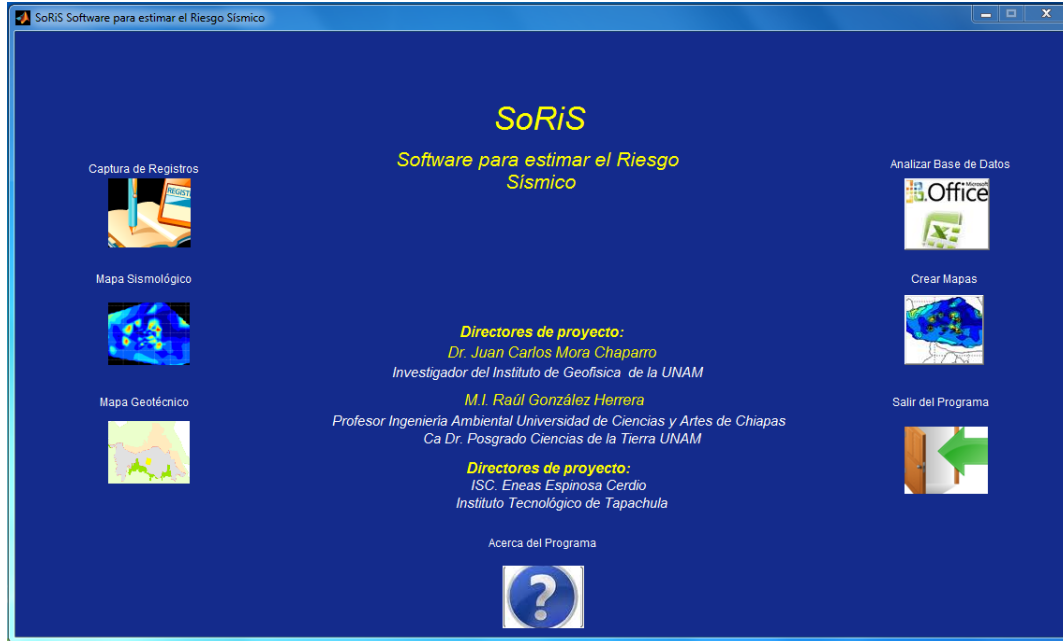 SoRiS Software para estimar el Riesgo Sísmico
SoRiS
Software para estimar el Riesgo
Sísmico
Captura de Registros
REGIST
Mapa Sismológico
Mapa Geotécnico
Directores de proyecto:
Dr. Juan Carlos Mora Chaparro
Investigador del Instituto de Geofisica de la UNAM
M.I. Raúl González Herrera
Profesor Ingeniería Ambiental Universidad de Ciencias y Artes de Chiapas
Ca Dr. Posgrado Ciencias de la Tierra UNAM
Directores de proyecto:
ISC. Eneas Espinosa Cerdio
Instituto Tecnológico de Tapachula
Acerca del Programa
?
Analizar Base de Datos
Microsoft
Office
Crear Mapas
Salir del Programa